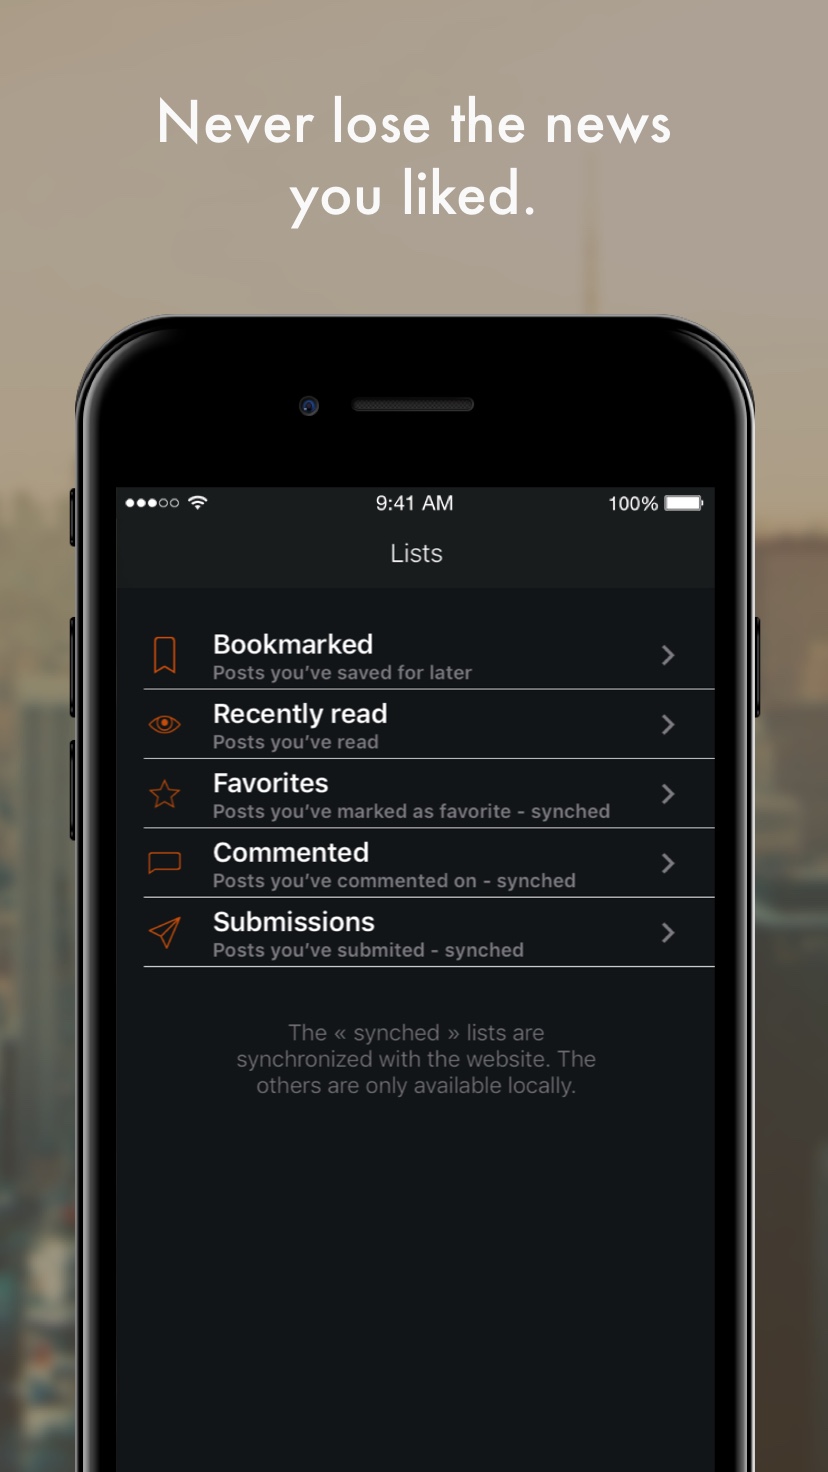 Never lose the news
you liked.
9:41 AM
100%
Lists
Bookmarked
Posts you've saved for later
Recently read
Posts you've read
Favorites
Posts you've marked as favorite - synched
Commented
Posts you've commented on - synched
Submissions
Posts you've submited - synched
The « synched » lists are
synchronized with the website. The
others are only available locally.